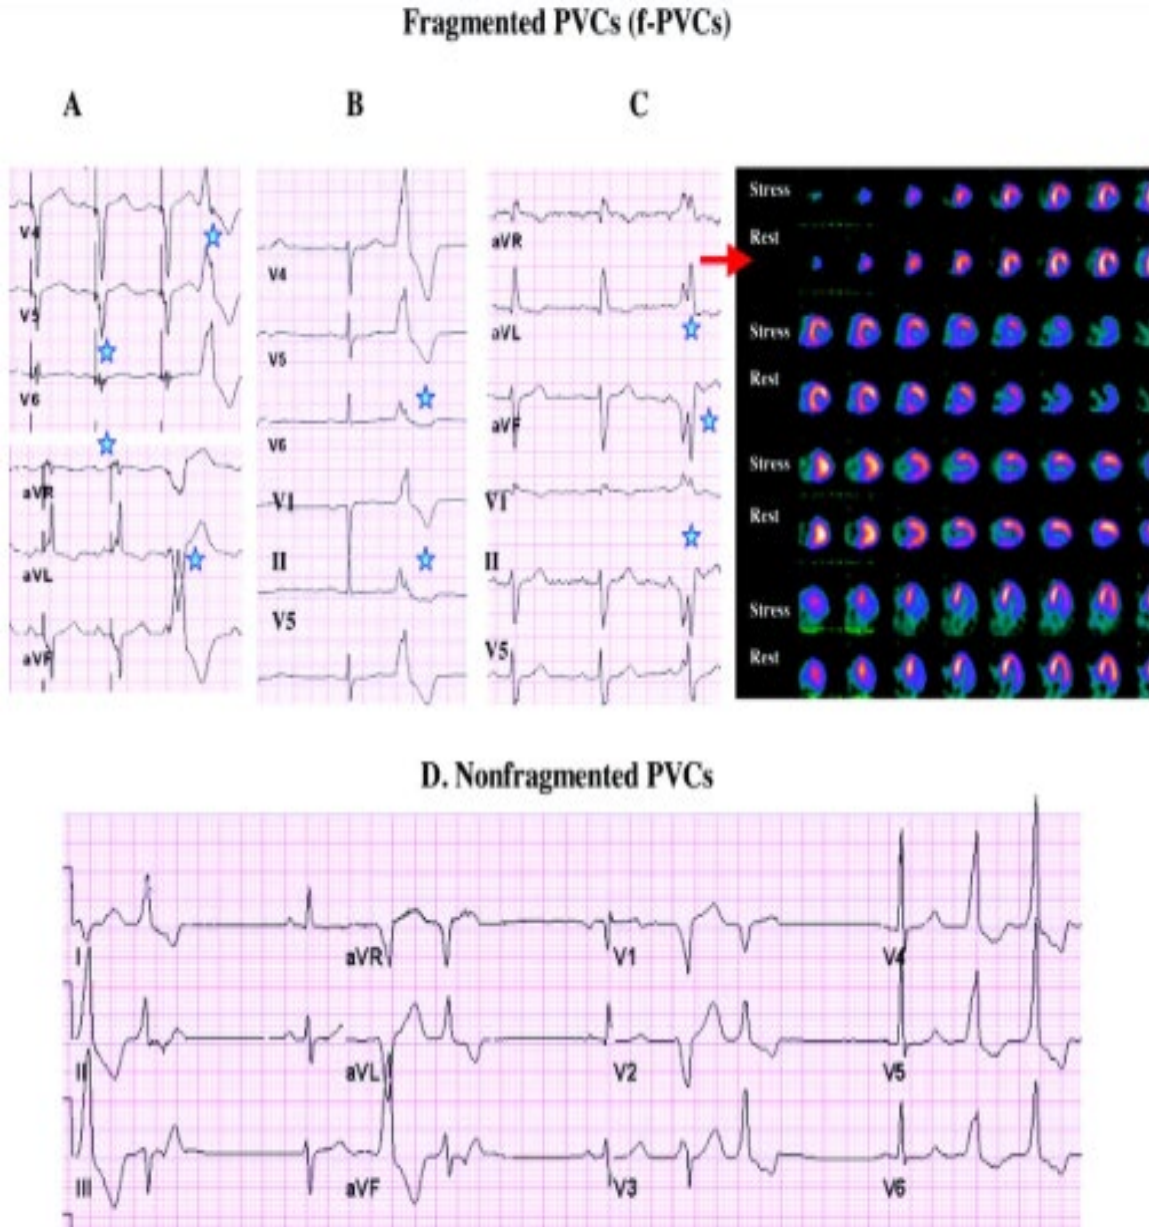 Fragmented PVCs (f-PVCs)
A
B
C
V4
V5
V6
aVR
aVL
aVF
V4
V5
V6
V1
II
V5
aVR
aVL
aVF
V1
II
V5
Stress
Rest
Stress
Rest
Stress
Rest
Stress
Rest
D. Nonfragmented PVCs
I aVR V1 V4
II aVL V2 V5
III aVF V3 V6